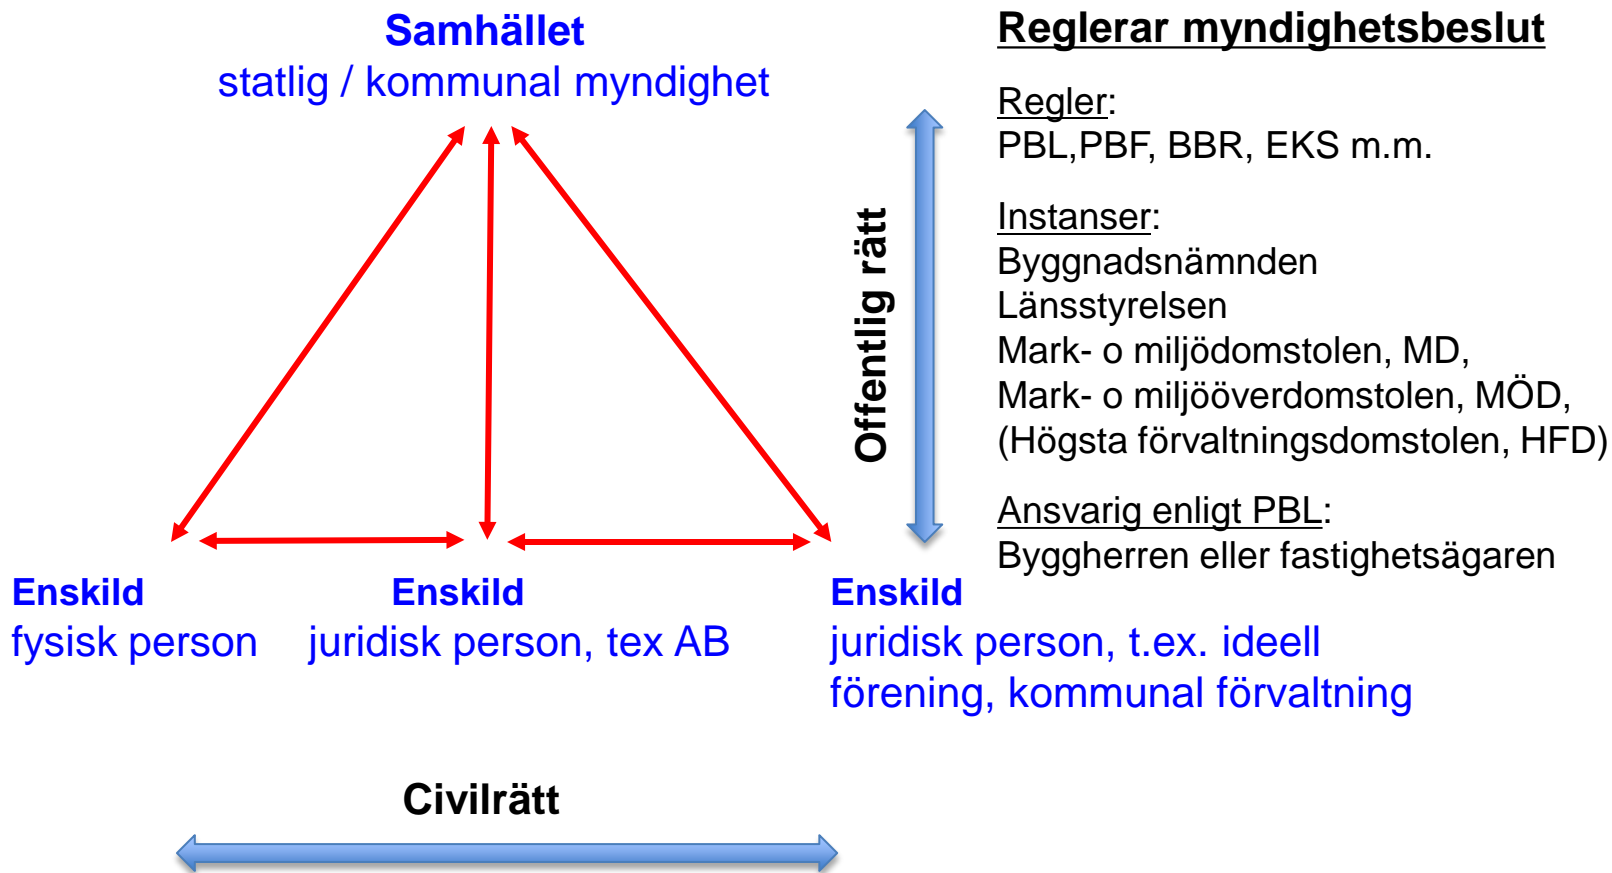 Samhället
statlig / kommunal myndighet
Reglerar myndighetsbeslut
Regler:
PBL,PBF, BBR, EKS m.m.
Instanser:
Byggnadsnämnden
Länsstyrelsen
Mark- o miljödomstolen, MD,
Mark- o miljööverdomstolen, MÖD,
(Högsta förvaltningsdomstolen, HFD)
Ansvarig enligt PBL:
Byggherren eller fastighetsägaren
Offentlig rätt
Enskild
fysisk person
Enskild
juridisk person, tex AB
Enskild
juridisk person, t.ex. ideell
förening, kommunal förvaltning
Civilrätt